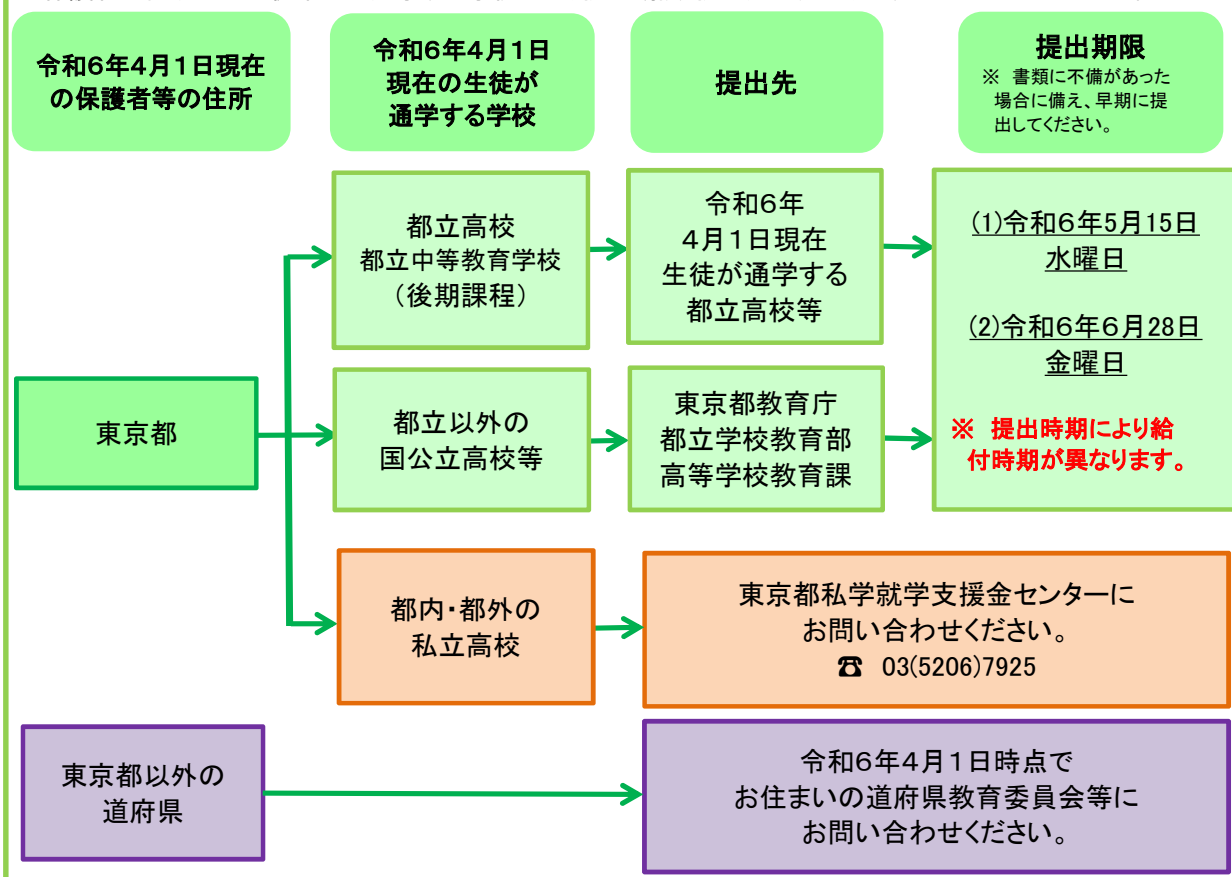 令和6年4月1日現在
の保護者等の住所
令和6年4月1日
現在の生徒が
通学する学校
提出先
提出期限
※ 書類に不備があった
場合に備え、早期に提
出してください。
東京都
都立高校
都立中等教育学校
(後期課程)
令和6年
4月1日現在
生徒が通学する
都立高校等
(1)令和6年5月15日
水曜日
(2)令和6年6月28日
金曜日
※ 提出時期により給
付時期が異なります。
都立以外の
国公立高校等
東京都教育庁
都立学校教育部
高等学校教育課
都内・都外の
私立高校
東京都私学就学支援金センターに
お問い合わせください。
☎ 03(5206)7925
東京都以外の
道府県
令和6年4月1日時点で
お住まいの道府県教育委員会等に
お問い合わせください。